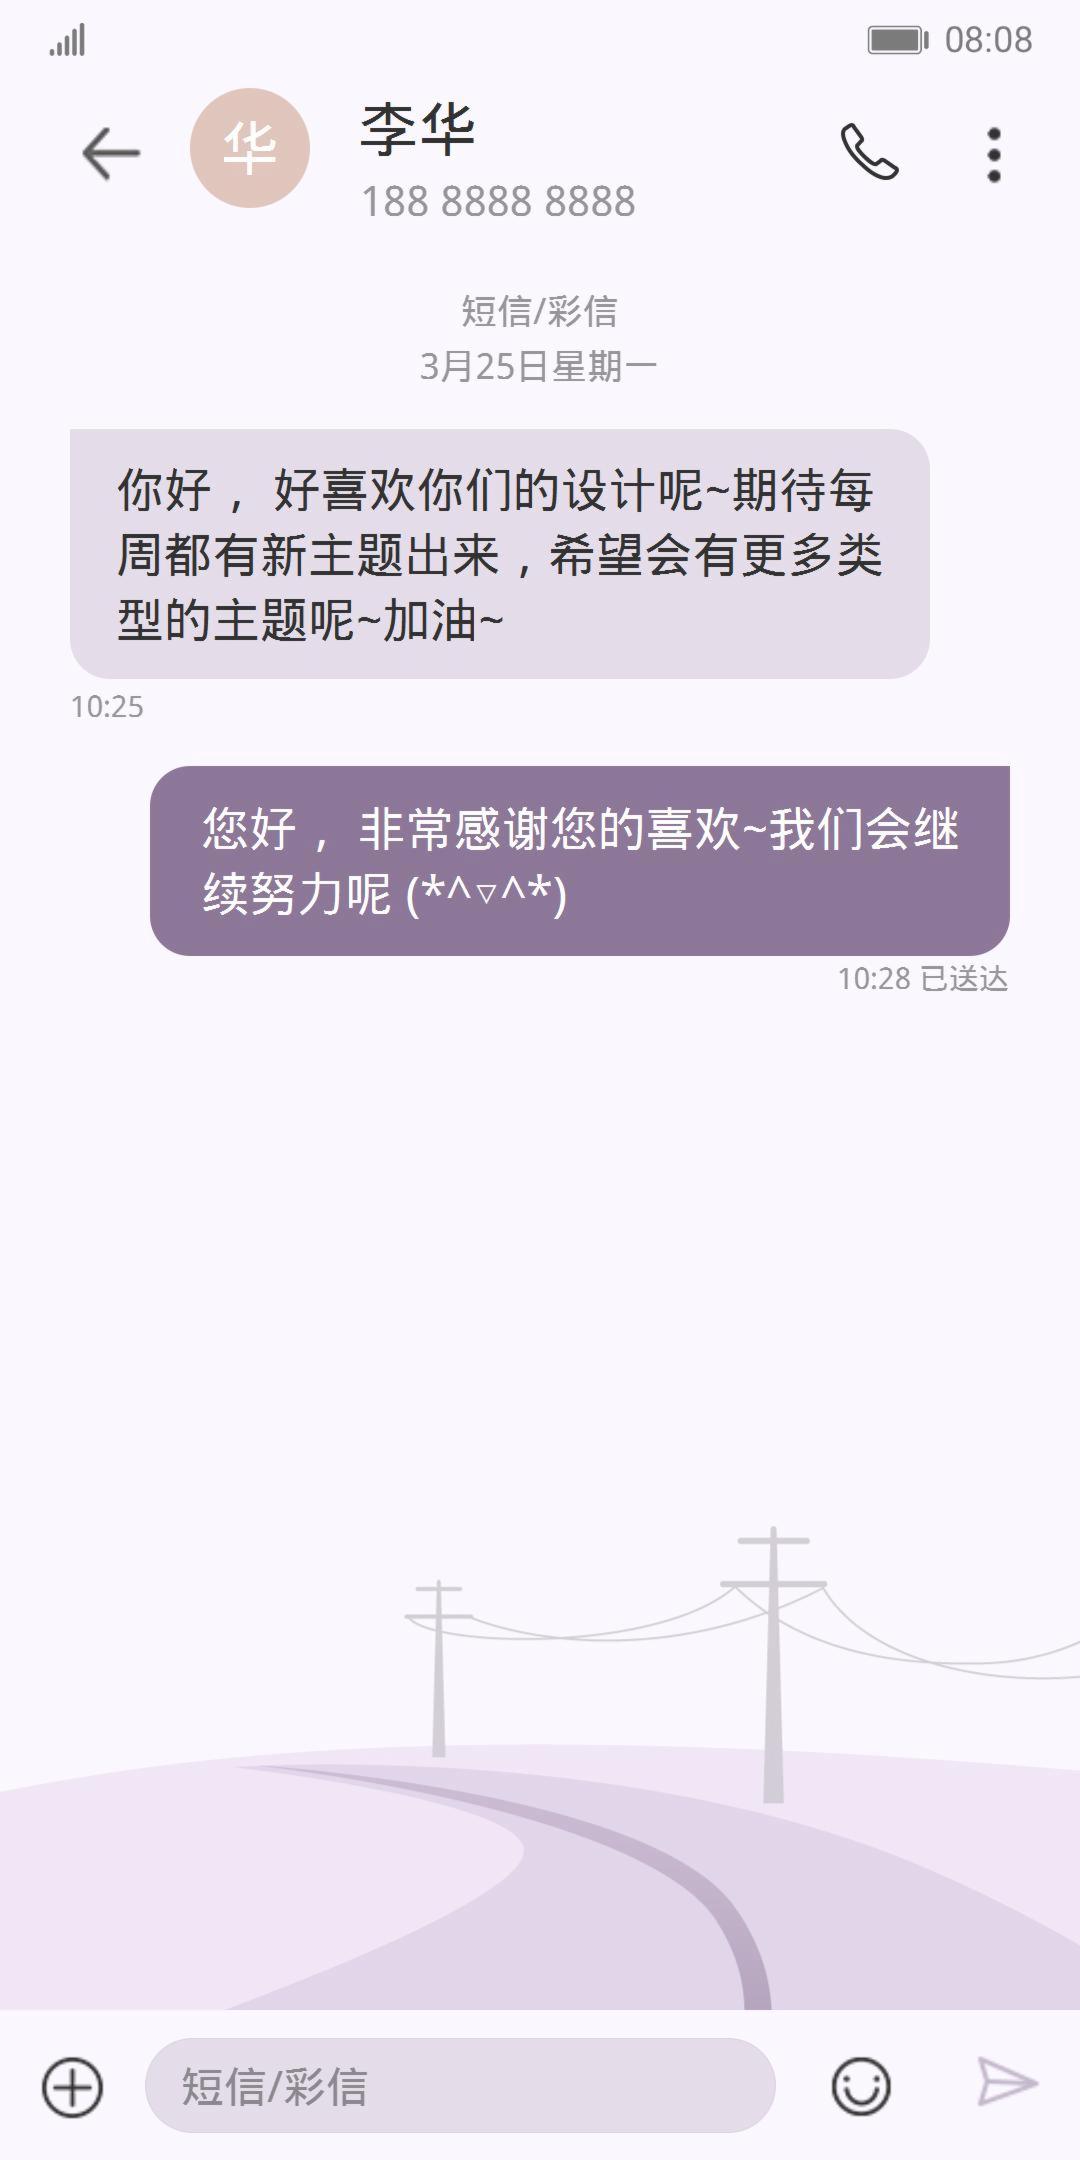 08:08
华
李华
188 8888 8888
短信/彩信
3月25日星期一
你好，好喜欢你们的设计呢~期待每
周都有新主题出来，希望会有更多类
型的主题呢~加油~
10:25
您好，非常感谢您的喜欢~我们会继
续努力呢 (*^▽^*)
10:28 已送达
短信/彩信